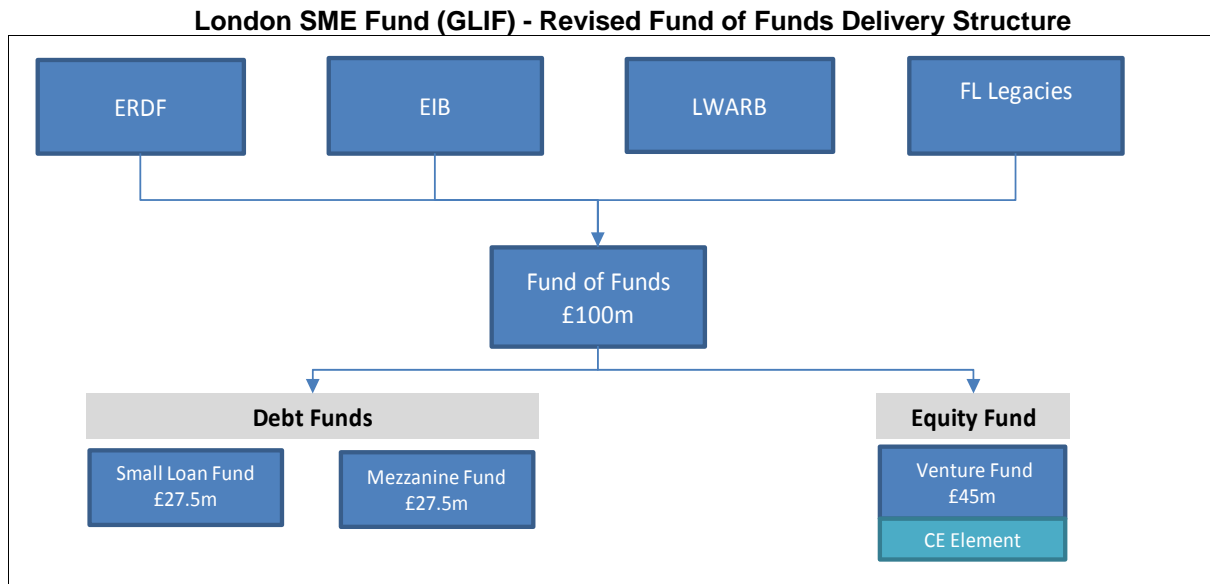 London SME Fund (GLIF) - Revised Fund of Funds Delivery Structure
ERDF
EIB
LWARB
FL Legacies
Fund of Funds
£100m
Debt Funds
Equity Fund
Small Loan Fund
£27.5m
Mezzanine Fund
£27.5m
Venture Fund
£45m
CE Element